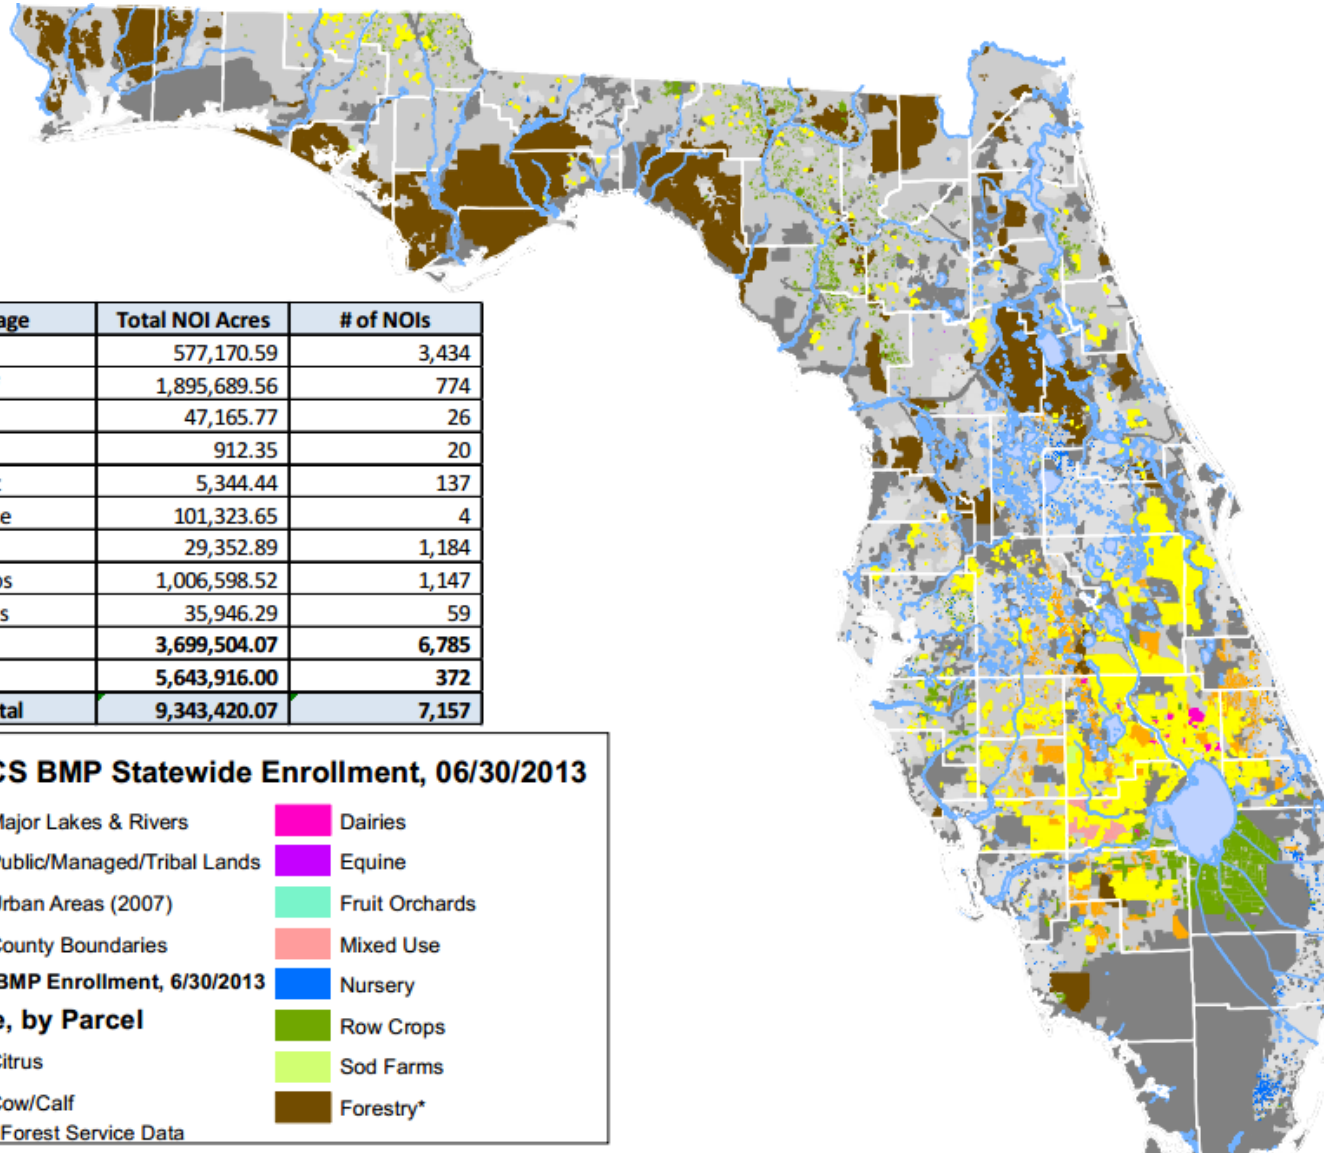 age Total NOI Acres # of NOIs
577,170.59 3,434
1,895,689.56 774
47,165.77 26
912.35 20
5,344.44 137
e 101,323.65 4
29,352.89 1,184
os 1,006,598.52 1,147
s 35,946.29 59
3,699,504.07 6,785
5,643,916.00 372
tal 9,343,420.07 7,157
CS BMP Statewide Enrollment, 06/30/2013
Major Lakes & Rivers
Public/Managed/Tribal Lands
Urban Areas (2007)
County Boundaries
BMP Enrollment, 6/30/2013
e, by Parcel
Citrus
Cow/Calf
Forest Service Data
Dairies
Equine
Fruit Orchards
Mixed Use
Nursery
Row Crops
Sod Farms
Forestry*